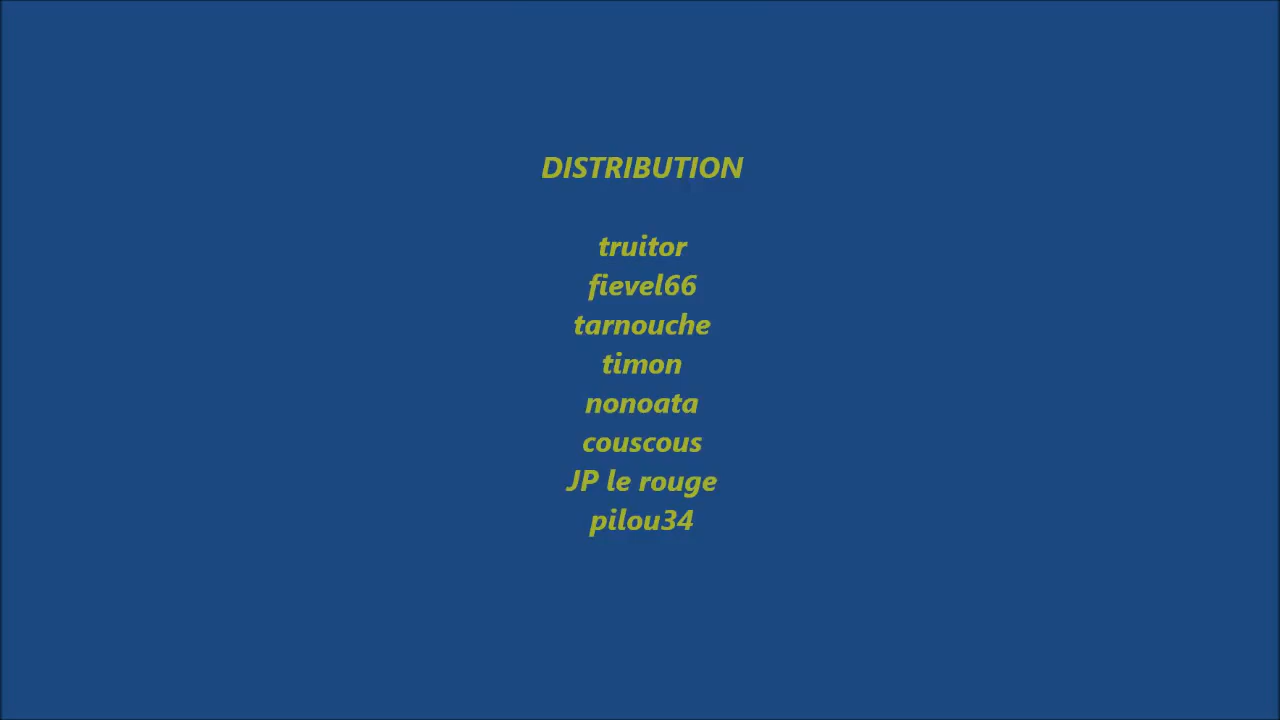 DISTRIBUTION
truitor
fievel66
tarnouche
timon
nonoata
couscous
JP le rouge
pilou34